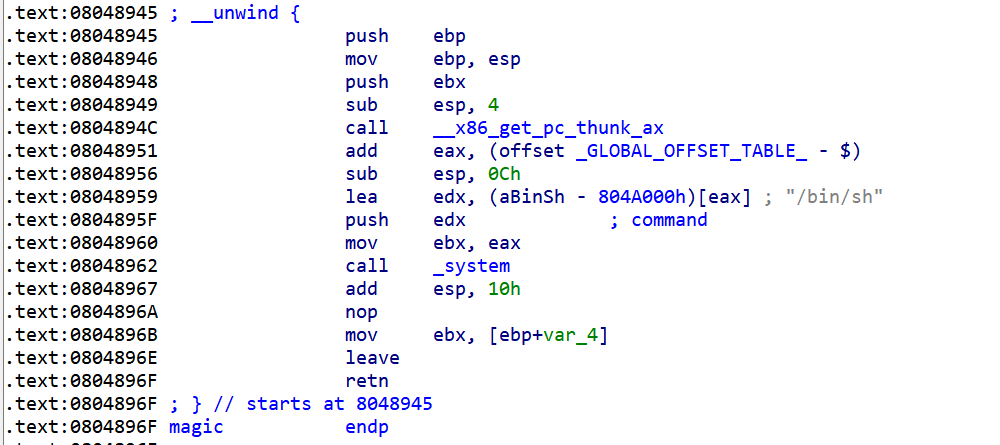 .text:08048945 ; __unwind {
.text:08048945 push ebp
.text:08048946 mov ebp, esp
.text:08048948 push ebx
.text:08048949 sub esp, 4
.text:0804894C call __x86_get_pc_thunk_ax
.text:08048951 add eax, (offset _GLOBAL_OFFSET_TABLE_ - $)
.text:08048956 sub esp, 0Ch
.text:08048959 lea edx, (aBinSh - 804A000h)[eax] ; "/bin/sh"
.text:0804895F push edx ; command
.text:08048960 mov ebx, eax
.text:08048962 call _system
.text:08048967 add esp, 10h
.text:0804896A nop
.text:0804896B mov ebx, [ebp+var_4]
.text:0804896E leave
.text:0804896F retn
.text:0804896F ; } // starts at 8048945
.text:0804896F magic endp